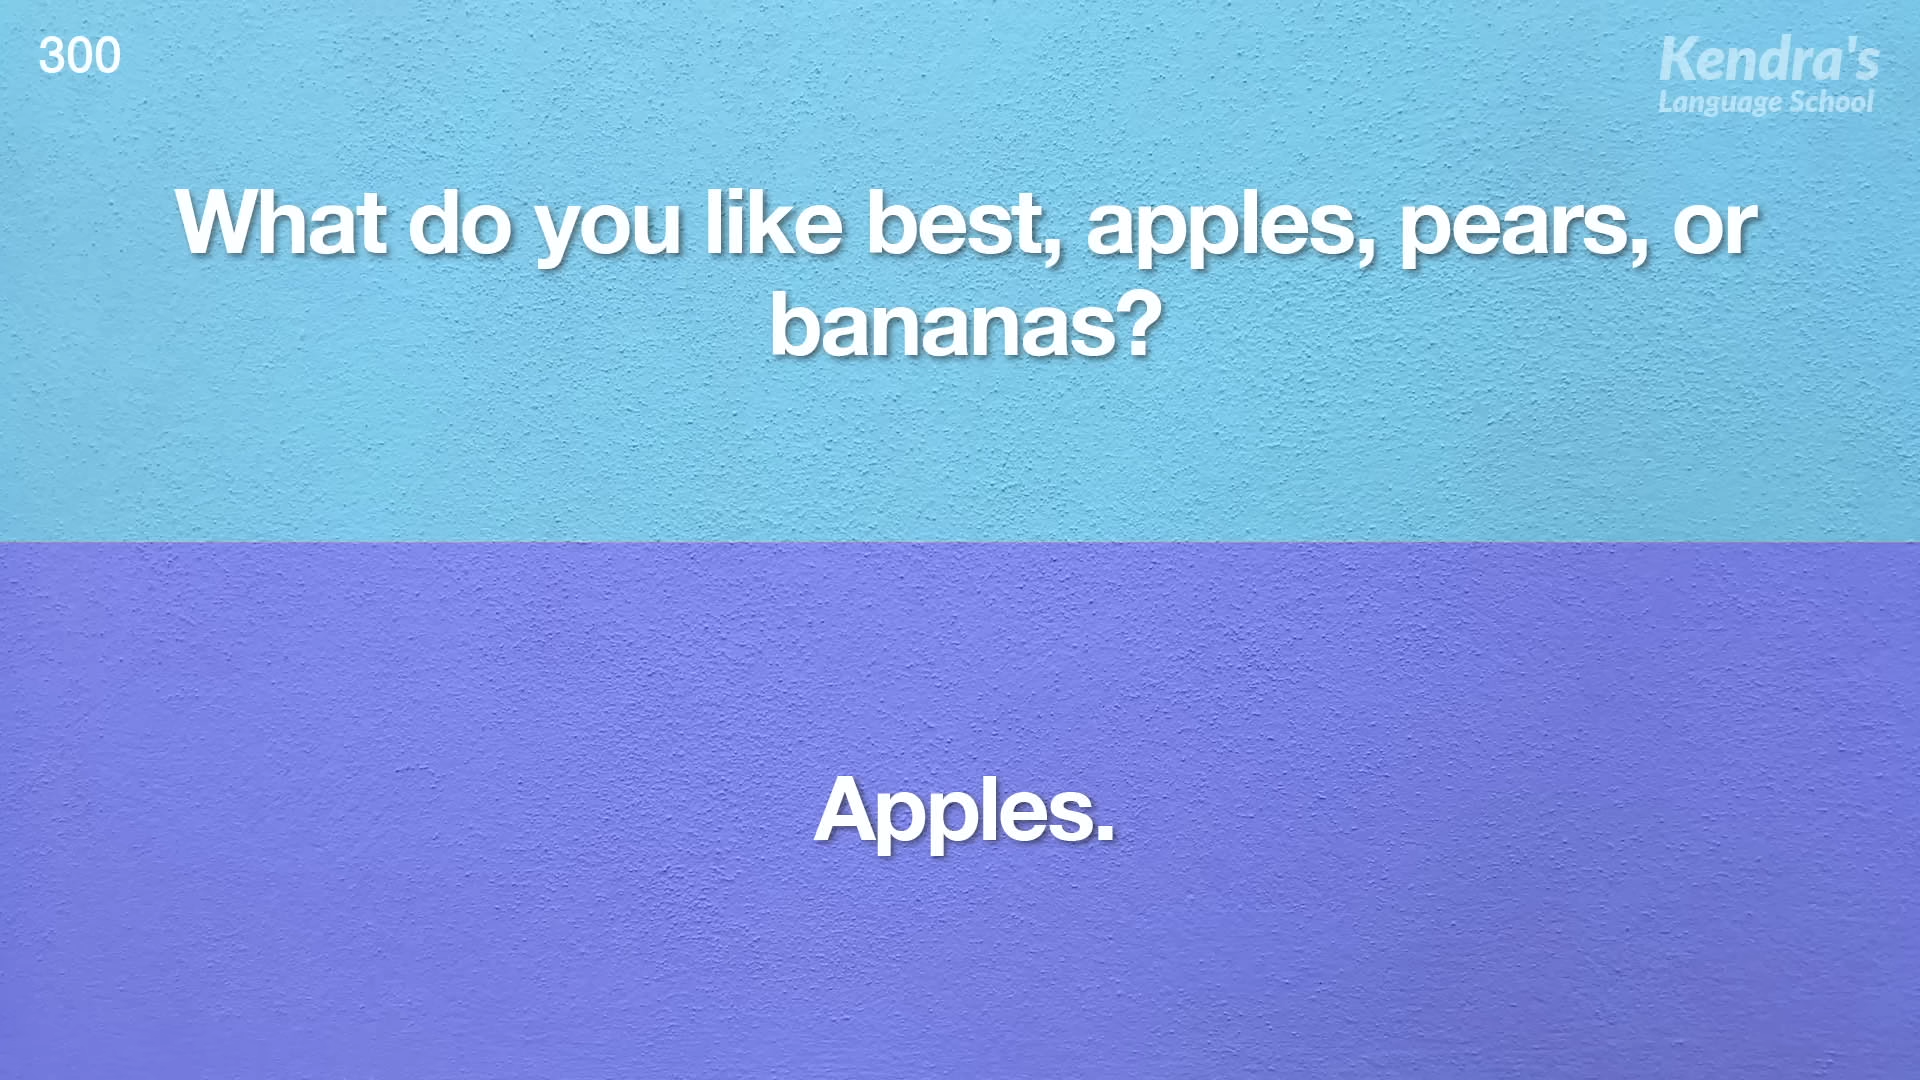 300
Kendra's
Language School
What do you like best, apples, pears, or
bananas?
Apples.